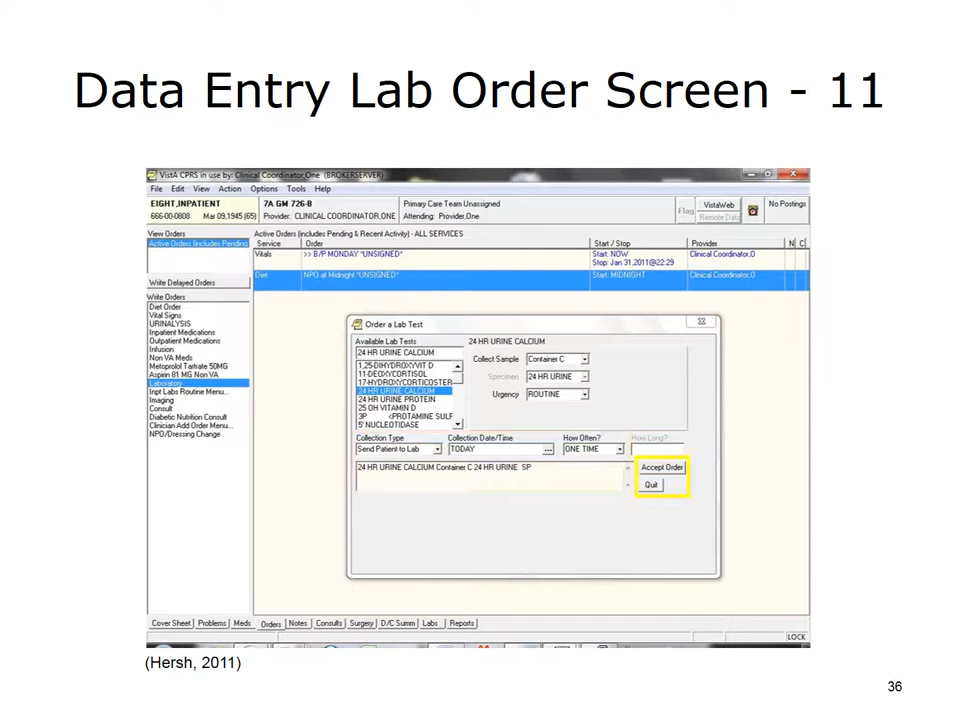 Data Entry Lab Order Screen - 11
VistA CPRS in use by: Clinical Coordinator,One (BROKERSERVER)
File Edit View Action Options Tools Help
EIGHT,INPATIENT
666-00-0808 Mar 09,1945 (65)
7A GM 726-B
Provider: CLINICAL COORDINATOR,ONE
Primary Care Team Unassigned
Attending: Provider,One
Flag
VistaWeb
Remote Data
No Postings
View Orders
Active Orders (includes Pending
Write Delayed Orders
Write Orders
Diet Order
Vital Signs
URINALYSIS
Inpatient Medications
Outpatient Medications
Infusion
Non VA Meds
Metoprolol Tartrate 50MG
Aspirin 81 MG Non VA
Laboratory
Inpt Labs Routine Menu...
Imaging
Consult
Diabetic Nutrition Consult
Clinician Add Order Menu...
NPO/Dressing Change
Active Orders (includes Pending & Recent Activity) - ALL SERVICES
Service Order Start / Stop Provider N C
Vitals >> B/P MONDAY *UNSIGNED* Start: NOW Clinical Coordinator,O
Stop: Jan 31,2011@22:29
Diet NPO at Midnight *UNSIGNED* Start: MIDNIGHT Clinical Coordinator,O
Order a Lab Test
Available Lab Tests
24 HR URINE CALCIUM
1,25-DIHYDROXYVIT D
11-DEOXYCORTISOL
17-HYDROXYCORTICOSTER
24 HR URINE CALCIUM
24 HR URINE PROTEIN
25 OH VITAMIN D
3P <PROTAMINE SULF
5' NUCLEOTIDASE
24 HR URINE CALCIUM
Collect Sample Container C
Specimen 24 HR URINE
Urgency ROUTINE
Collection Type Collection Date/Time How Often? How Long?
Send Patient to Lab TODAY ... ONE TIME
24 HR URINE CALCIUM Container C 24 HR URINE SP
Accept Order
Quit
Cover Sheet Problems Meds Orders Notes Consults Surgery D/C Summ Labs Reports
LOCK
(Hersh, 2011)
36